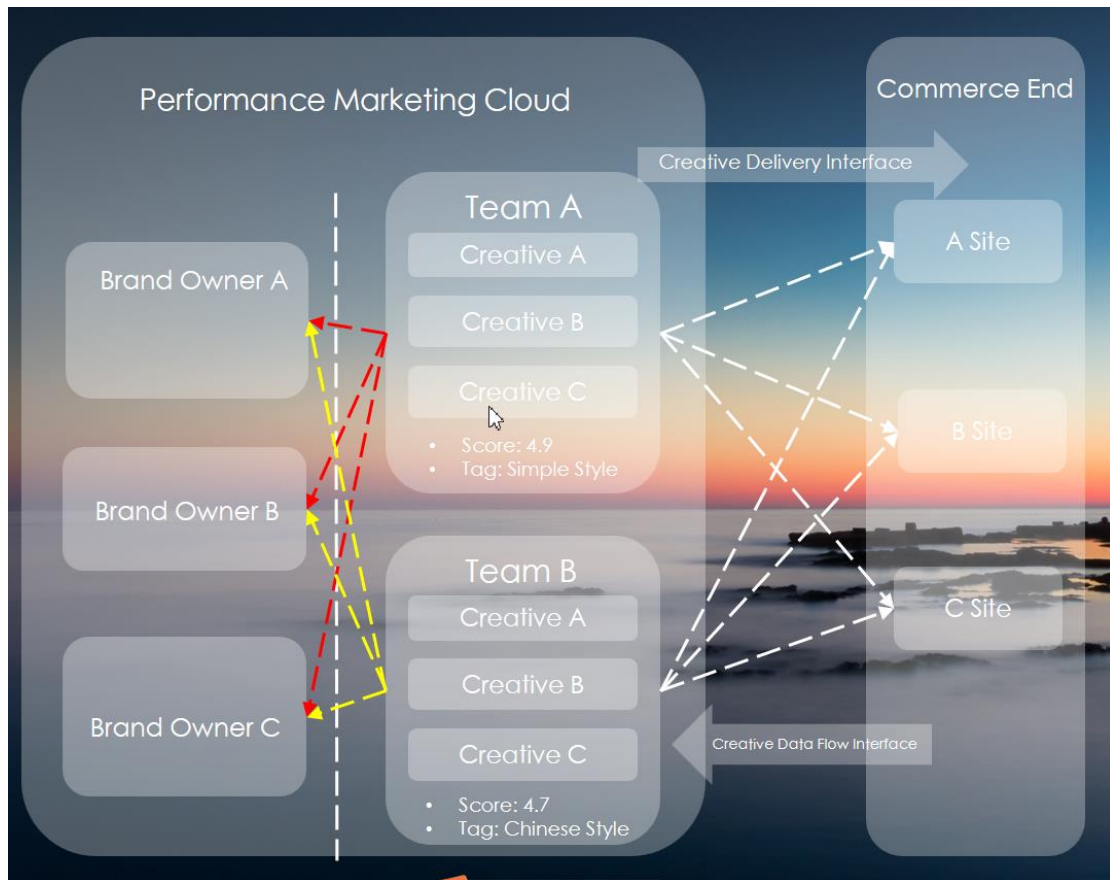 Performance Marketing Cloud
Commerce End
Creative Delivery Interface
Team A
Creative A
Creative B
Creative C
• Score: 4.9
• Tag: Simple Style
Brand Owner A
Brand Owner B
Brand Owner C
Team B
Creative A
Creative B
Creative C
• Score: 4.7
• Tag: Chinese Style
A Site
B Site
C Site
Creative Data Flow Interface